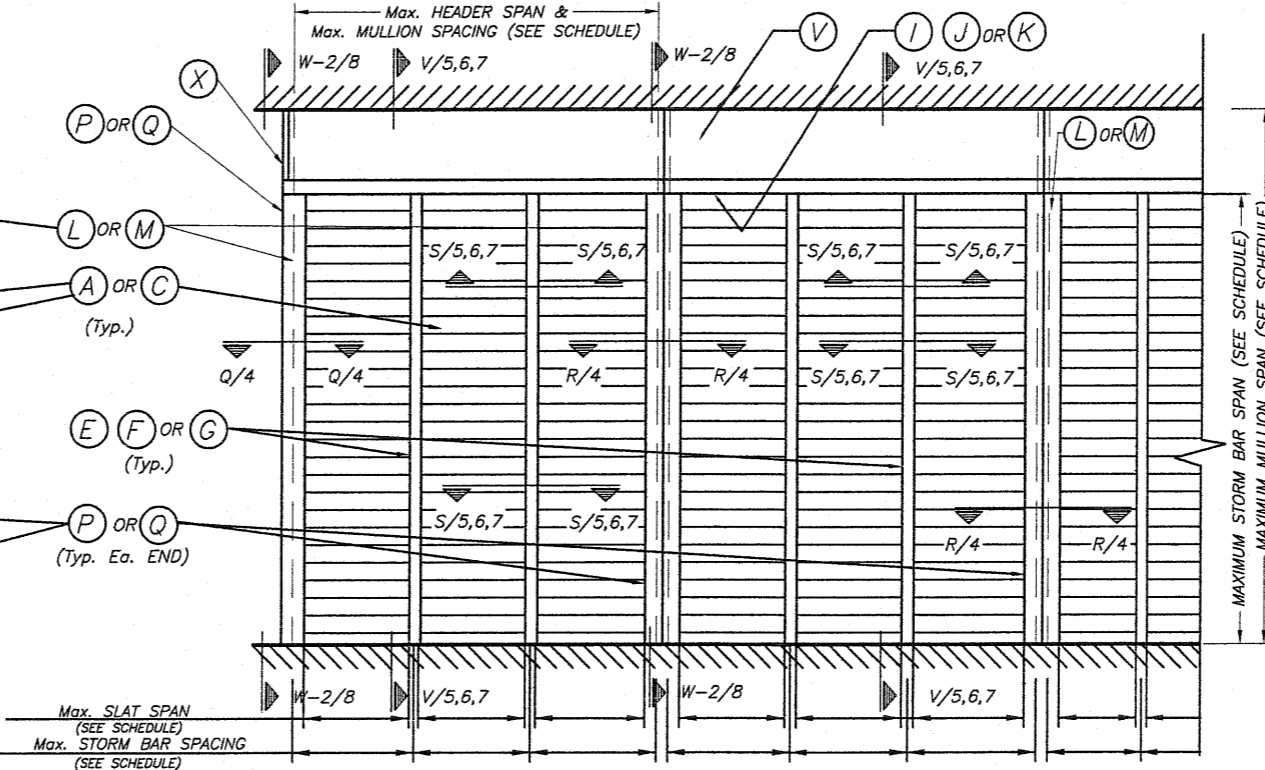 Max. HEADER SPAN &
Max. MULLION SPACING (SEE SCHEDULE)
V
I J OR K
W-2/8
V/5,6,7
W-2/8
V/5,6,7
X
P OR Q
L OR M
L OR M
S/5,6,7
S/5,6,7
S/5,6,7
S/5,6,7
A OR C
(Typ.)
Q/4
Q/4
R/4
R/4
S/5,6,7
S/5,6,7
E F OR G
(Typ.)
P OR Q
(Typ. Ea. END)
S/5,6,7
S/5,6,7
R/4
R/4
MAXIMUM STORM BAR SPAN (SEE SCHEDULE)
MAXIMUM MULLION SPAN (SEE SCHEDULE)
W-2/8
V/5,6,7
W-2/8
V/5,6,7
Max. SLAT SPAN
(SEE SCHEDULE)
Max. STORM BAR SPACING
(SEE SCHEDULE)